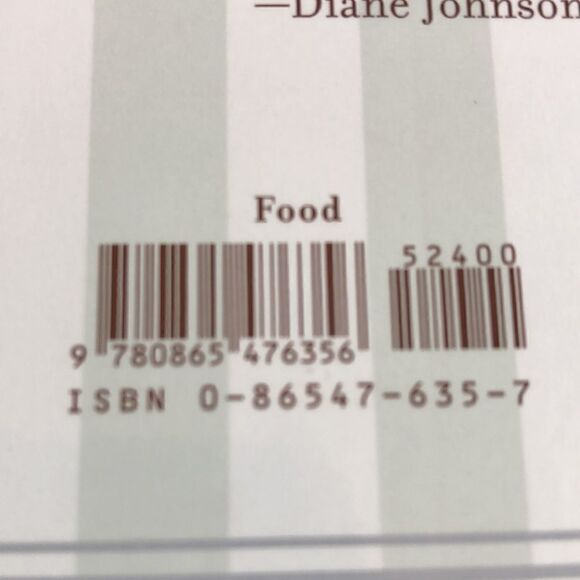 —Diane Johnson
Food
52400
9 780865 476356
ISBN 0-86547-635-7